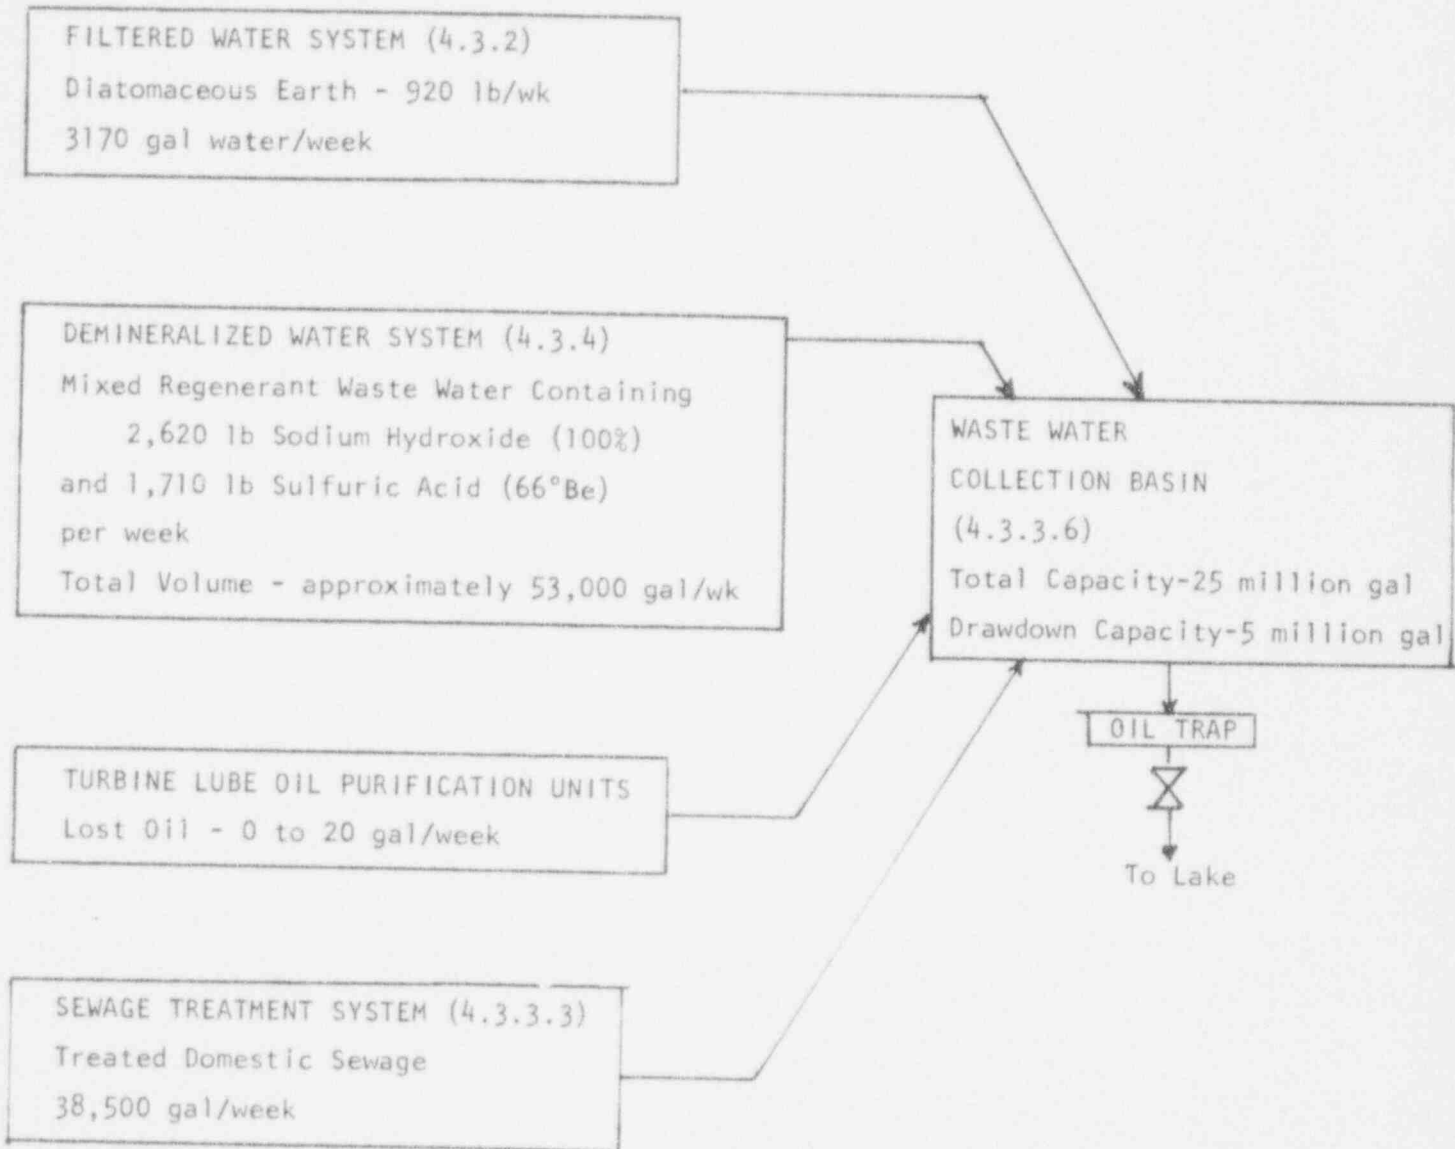 FILTERED WATER SYSTEM (4.3.2)
Diatomaceous Earth - 920 lb/wk
3170 gal water/week
DEMINERALIZED WATER SYSTEM (4.3.4)
Mixed Regenerant Waste Water Containing
2,620 lb Sodium Hydroxide (100%)
and 1,710 lb Sulfuric Acid (66°Be)
per week
Total Volume - approximately 53,000 gal/wk
WASTE WATER
COLLECTION BASIN
(4.3.3.6)
Total Capacity-25 million gal
Drawdown Capacity-5 million gal
OIL TRAP
To Lake
TURBINE LUBE OIL PURIFICATION UNITS
Lost Oil - 0 to 20 gal/week
SEWAGE TREATMENT SYSTEM (4.3.3.3)
Treated Domestic Sewage
38,500 gal/week